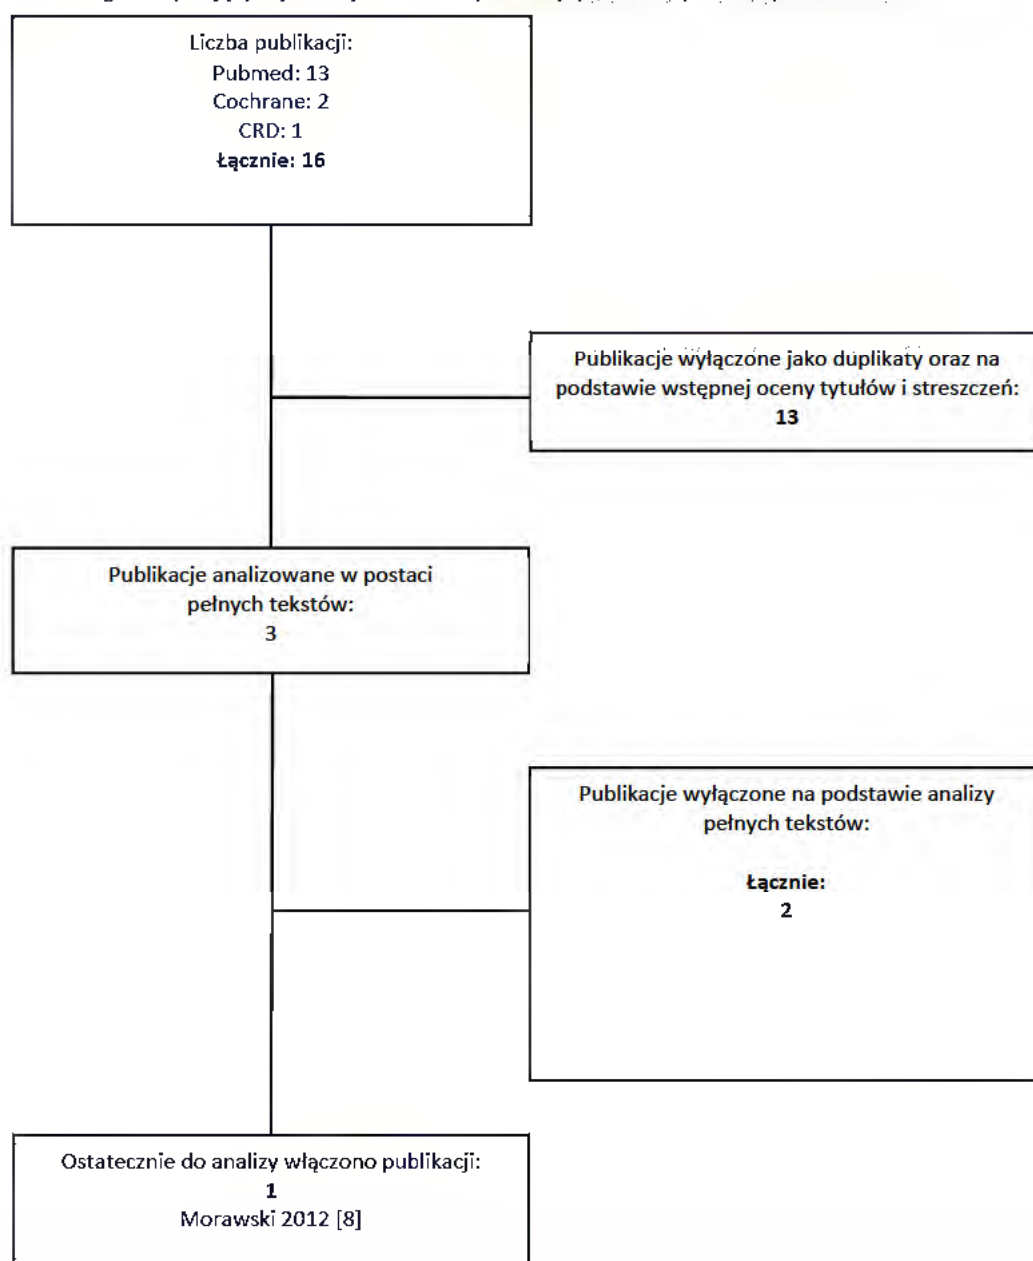 Liczba publikacji:
Pubmed: 13
Cochrane: 2
CRD: 1
Łącznie: 16
Publikacje wyłączone jako duplikaty oraz na
podstawie wstępnej oceny tytułów i streszczeń:
13
Publikacje analizowane w postaci
pełnych tekstów:
3
Publikacje wyłączone na podstawie analizy
pełnych tekstów:
Łącznie:
2
Ostatecznie do analizy włączono publikacji:
1
Morawski 2012 [8]